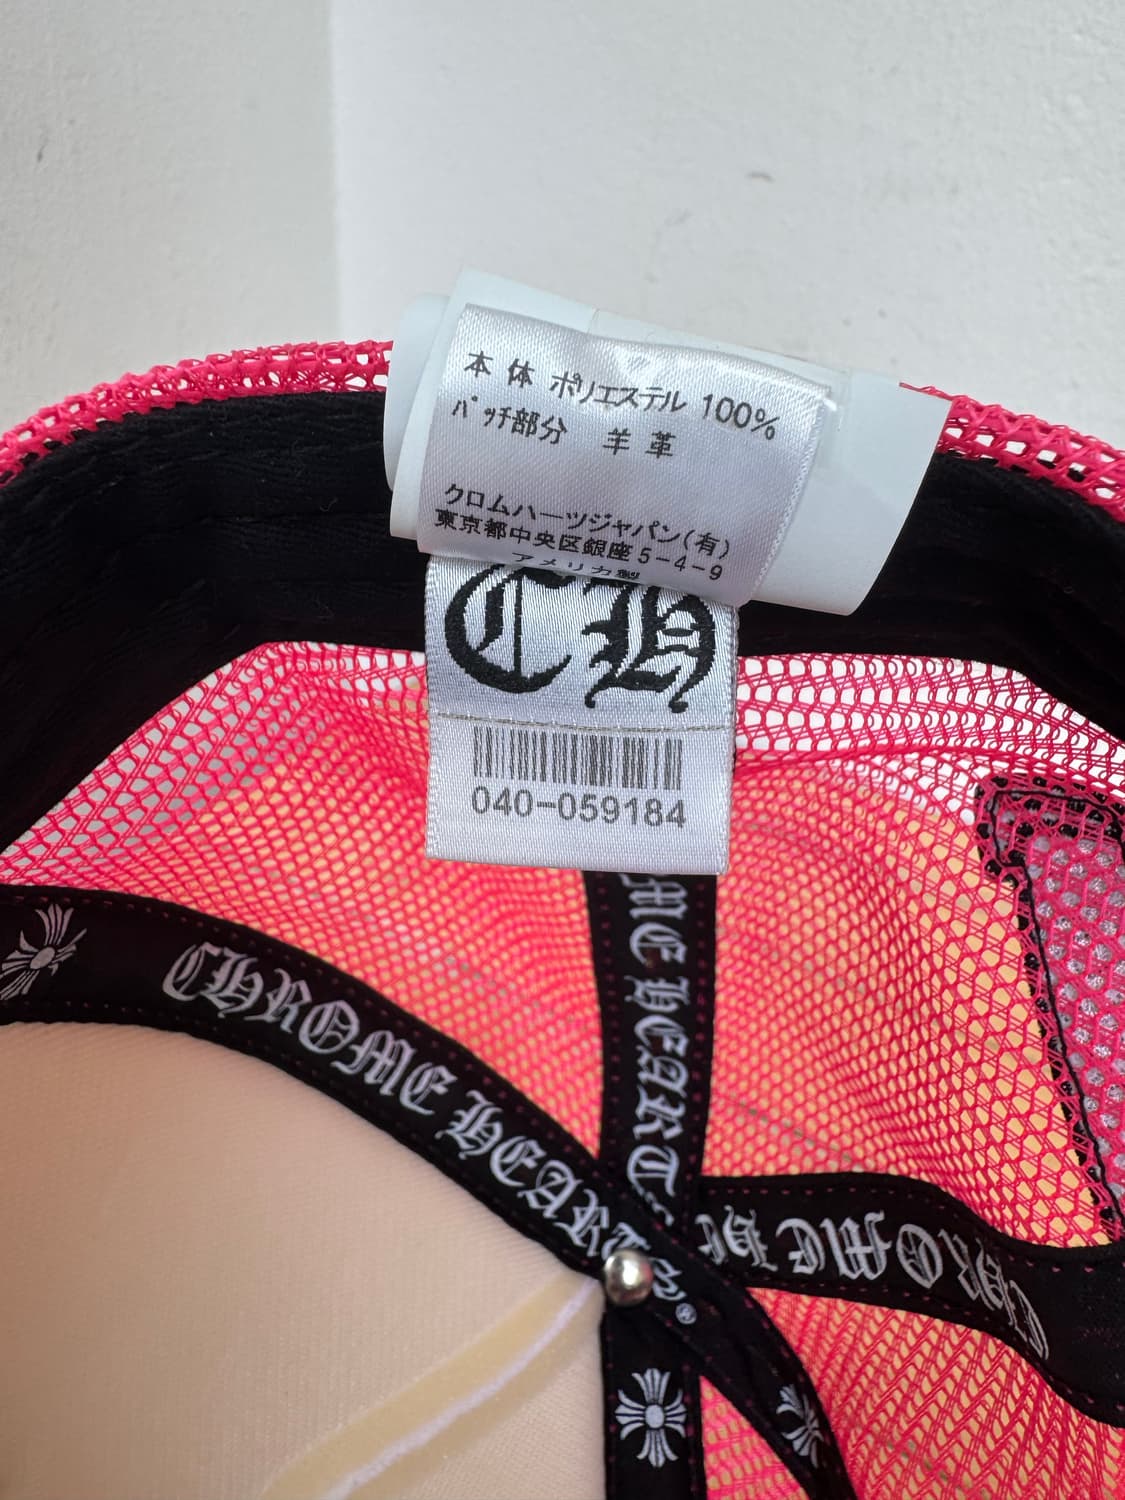 本体 ポリエステル 100%
パッチ部分 羊革
クロムハーツジャパン(有)
東京都中央区銀座5-4-9
アメリカ製
CH
040-059184
CHROME HEARTS®
OME HEARTS
CHROME HE